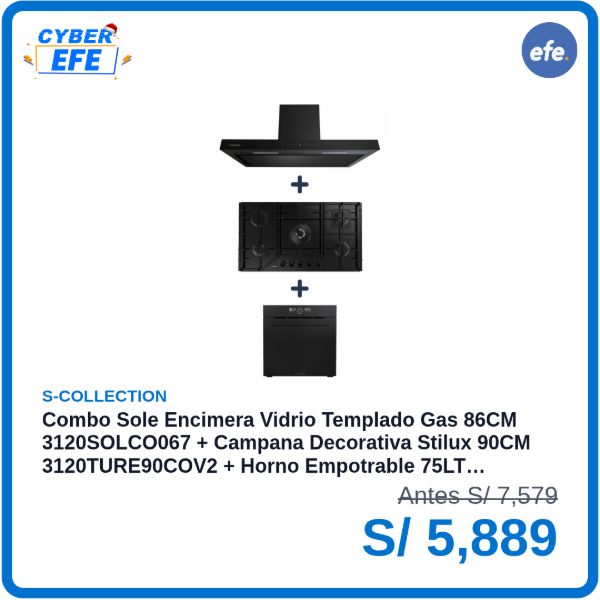 CYBER
EFE
efe.
S-COLLECTION
Combo Sole Encimera Vidrio Templado Gas 86CM
3120SOLCO067 + Campana Decorativa Stilux 90CM
3120TURE90COV2 + Horno Empotrable 75LT…
Antes S/ 7,579
S/ 5,889